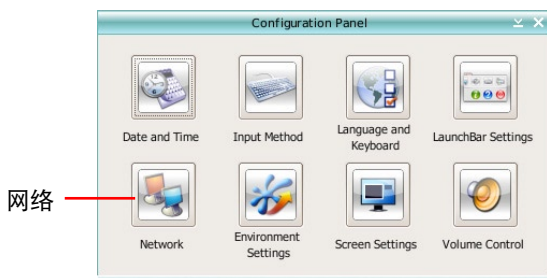 Configuration Panel
Date and Time
Input Method
Language and
Keyboard
LaunchBar Settings
网络
Network
Environment
Settings
Screen Settings
Volume Control